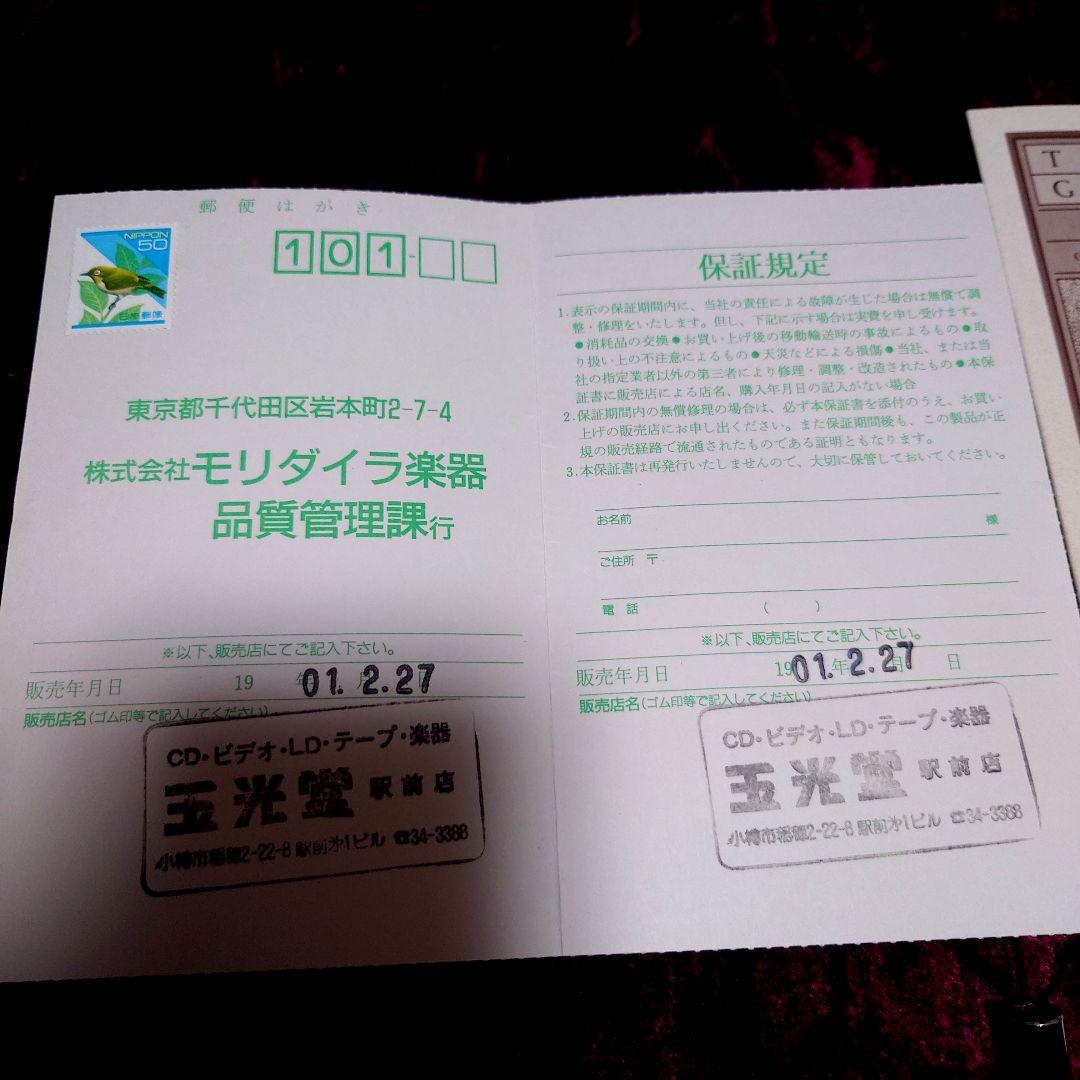 郵便はがき
NIPPON
50
日本郵便
101-
東京都千代田区岩本町2-7-4
株式会社モリダイラ楽器
品質管理課行
※以下、販売店にてご記入下さい。
販売年月日 19 年 01.2.27
販売店名(ゴム印等で記入してください)
CD・ビデオ・LD・テープ・楽器
玉光堂 駅前店
小樽市稲穂2-22-8 駅前才1ビル ☎34-3388
保証規定
1.表示の保証期間内に、当社の責任による故障が生じた場合は無償で調
整・修理をいたします。但し、下記に示す場合は実費を申し受けます。
●消耗品の交換●お買い上げ後の移動輸送時の事故によるもの●取
り扱い上の不注意によるもの●天災などによる損傷●当社、または当
社の指定業者以外の第三者により修理・調整・改造されたもの●本保
証書に販売店による店名、購入年月日の記入がない場合
2.保証期間内の無償修理の場合は、必ず本保証書を添付のうえ、お買い
上げの販売店にお申し出ください。また保証期間後も、この製品が正
規の販売経路で流通されたものである証明ともなります。
3.本保証書は再発行いたしませんので、大切に保管しておいてください。
お名前 様
ご住所 〒
電話 ( )
※以下、販売店にてご記入下さい。
販売年月日 19 01.2.27 年 月 日
販売店名(ゴム印等で記入してください)
CD・ビデオ・LD・テープ・楽器
玉光堂 駅前店
小樽市稲穂2-22-8 駅前才1ビル ☎34-3388
T
G